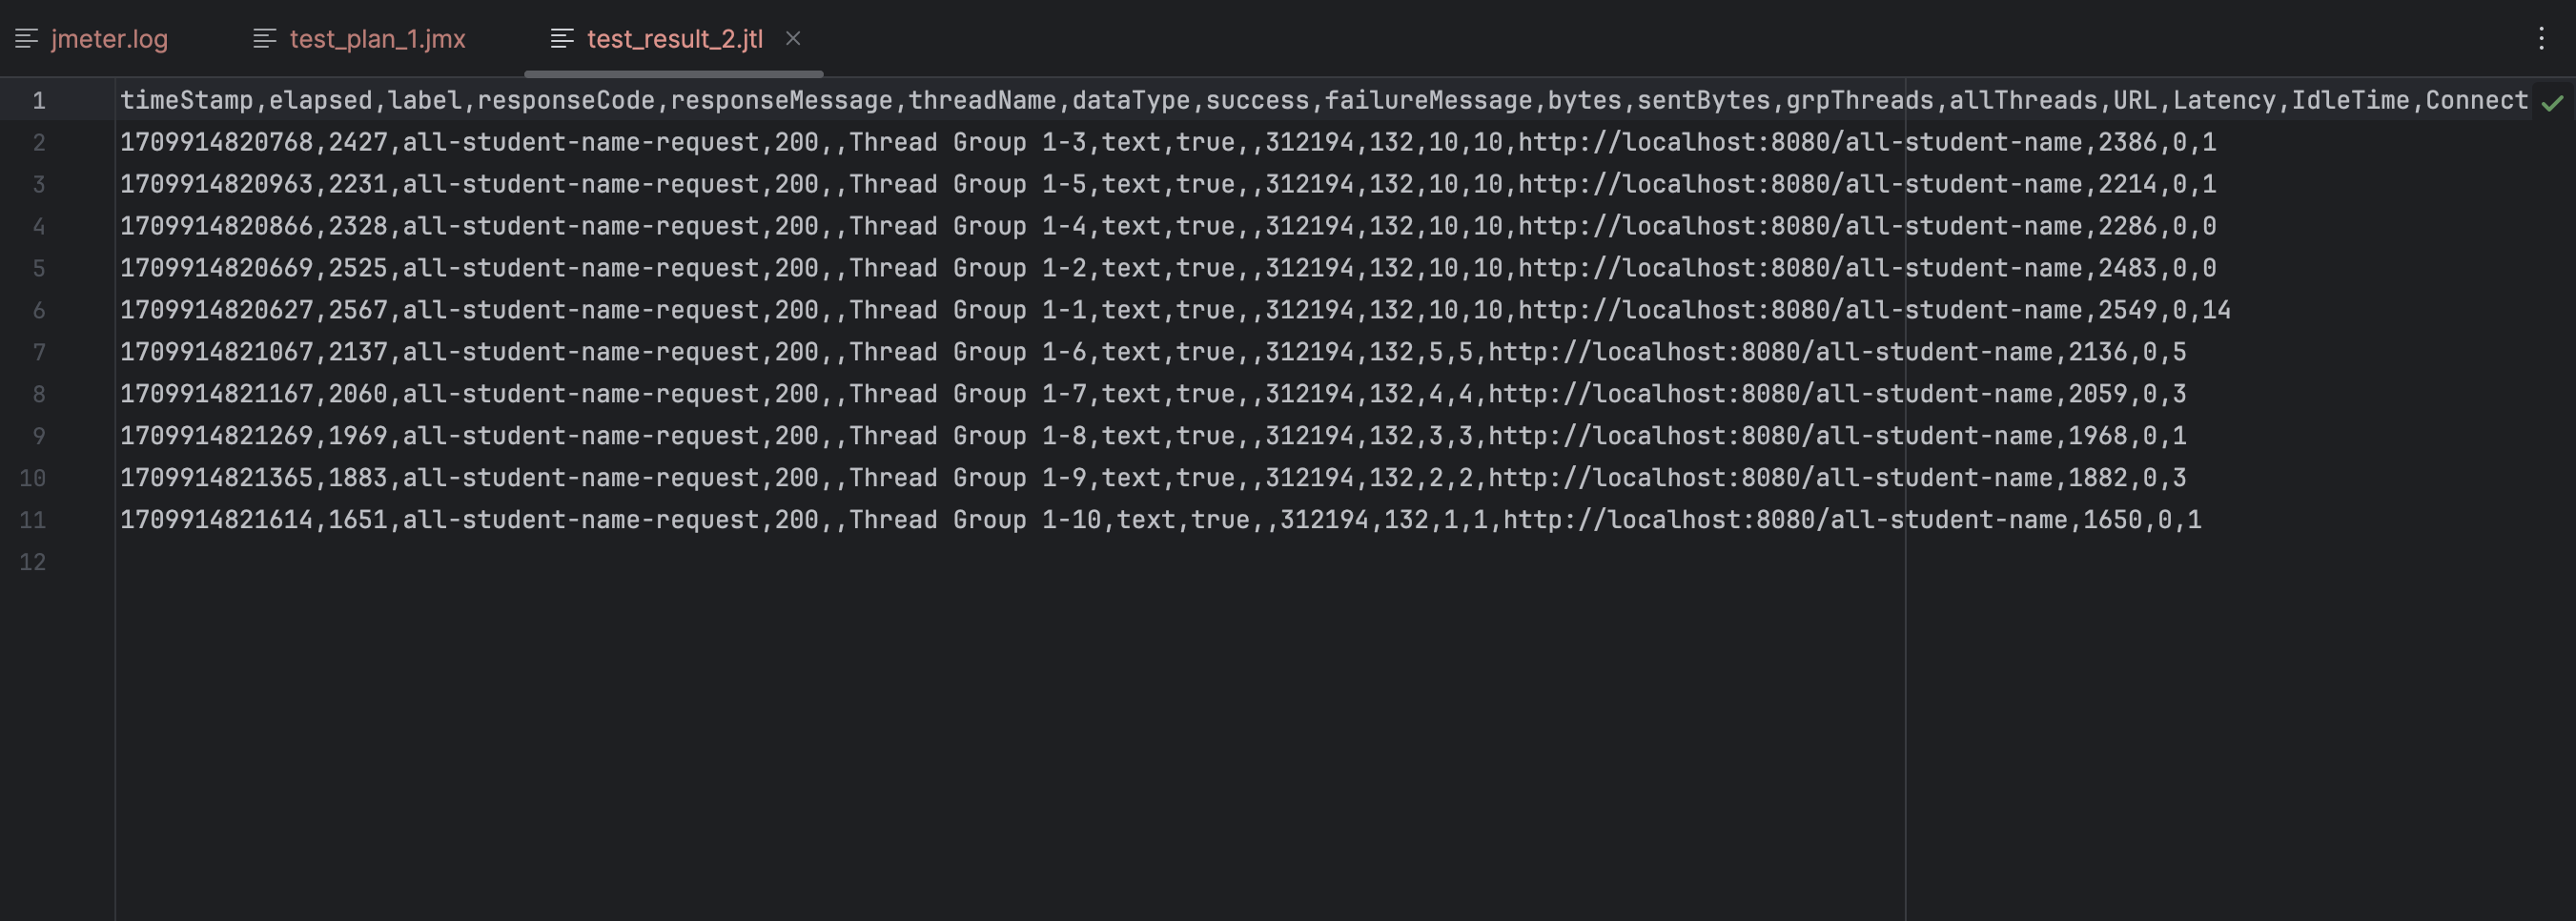 jmeter.log test_plan_1.jmx test_result_2.jtl
1 timeStamp,elapsed,label,responseCode,responseMessage,threadName,dataType,success,failureMessage,bytes,sentBytes,grpThreads,allThreads,URL,Latency,IdleTime,Connect
2 1709914820768,2427,all-student-name-request,200,,Thread Group 1-3,text,true,,312194,132,10,10,http://localhost:8080/all-student-name,2386,0,1
3 1709914820963,2231,all-student-name-request,200,,Thread Group 1-5,text,true,,312194,132,10,10,http://localhost:8080/all-student-name,2214,0,1
4 1709914820866,2328,all-student-name-request,200,,Thread Group 1-4,text,true,,312194,132,10,10,http://localhost:8080/all-student-name,2286,0,0
5 1709914820669,2525,all-student-name-request,200,,Thread Group 1-2,text,true,,312194,132,10,10,http://localhost:8080/all-student-name,2483,0,0
6 1709914820627,2567,all-student-name-request,200,,Thread Group 1-1,text,true,,312194,132,10,10,http://localhost:8080/all-student-name,2549,0,14
7 1709914821067,2137,all-student-name-request,200,,Thread Group 1-6,text,true,,312194,132,5,5,http://localhost:8080/all-student-name,2136,0,5
8 1709914821167,2060,all-student-name-request,200,,Thread Group 1-7,text,true,,312194,132,4,4,http://localhost:8080/all-student-name,2059,0,3
9 1709914821269,1969,all-student-name-request,200,,Thread Group 1-8,text,true,,312194,132,3,3,http://localhost:8080/all-student-name,1968,0,1
10 1709914821365,1883,all-student-name-request,200,,Thread Group 1-9,text,true,,312194,132,2,2,http://localhost:8080/all-student-name,1882,0,3
11 1709914821614,1651,all-student-name-request,200,,Thread Group 1-10,text,true,,312194,132,1,1,http://localhost:8080/all-student-name,1650,0,1
12